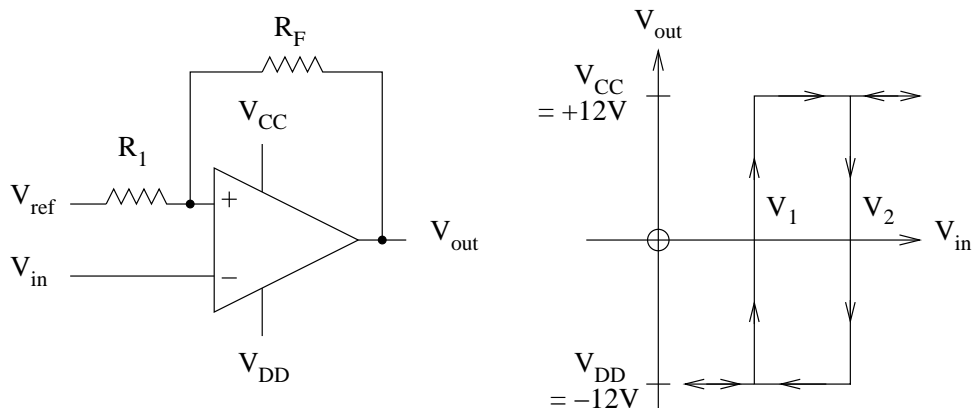 R_F
V_CC
R_1
V_ref
+
V_out
V_in
−
V_DD
V_out
V_CC
= +12V
V_1
V_2
V_in
V_DD
= −12V